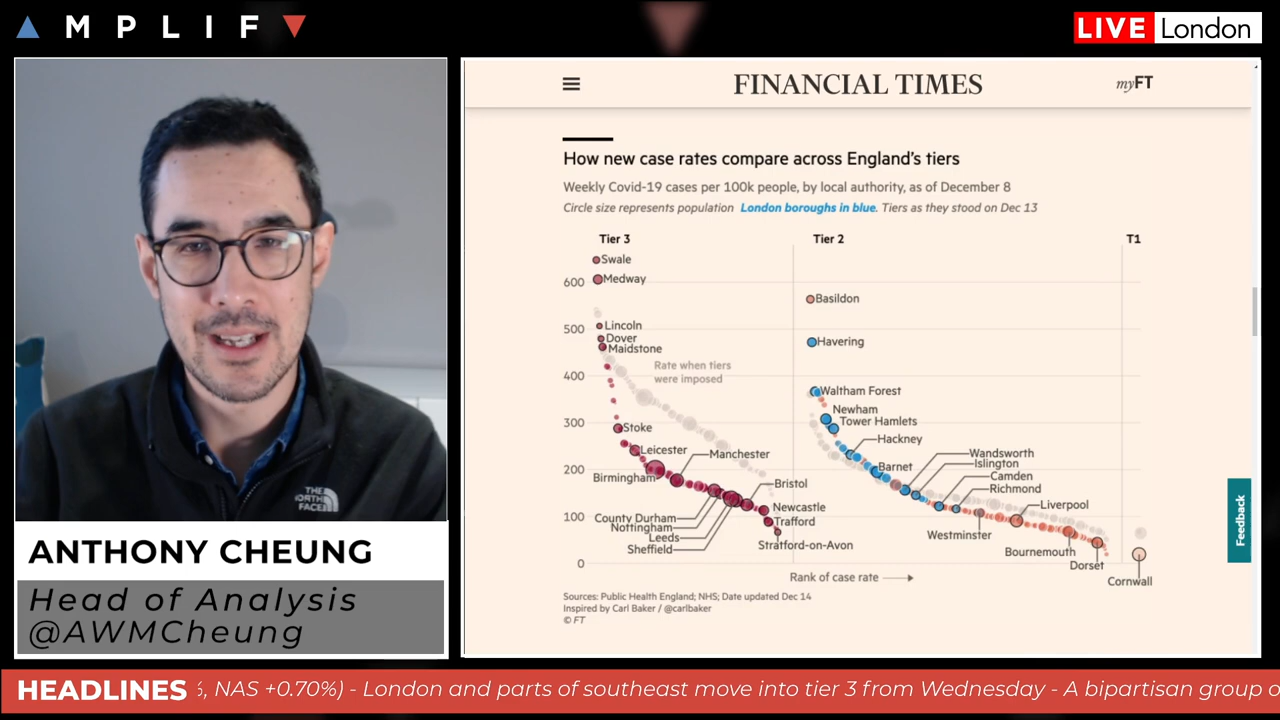 AMPLIFY
LIVE London
FINANCIAL TIMES
myFT
How new case rates compare across England's tiers
Weekly Covid-19 cases per 100k people, by local authority, as of December 8
Circle size represents population London boroughs in blue. Tiers as they stood on Dec 13
Tier 3
Tier 2
T1
Swale
Medway
600
Basildon
Lincoln
500
Dover
Havering
Maidstone
Rate when tiers
were imposed
400
Waltham Forest
Newham
Tower Hamlets
300
Stoke
Hackney
Leicester
Manchester
Wandsworth
Islington
200
Barnet
Birmingham
Camden
Bristol
Richmond
Liverpool
Newcastle
100
County Durham
Trafford
Nottingham
Westminster
Leeds
Stratford-on-Avon
Sheffield
Bournemouth
0
Dorset
Rank of case rate
Cornwall
Sources: Public Health England; NHS; Date updated Dec 14
Inspired by Carl Baker / @carlbaker
© FT
Feedback
THE
NORTH
FACE
ANTHONY CHEUNG
Head of Analysis
@AWMCheung
HEADLINES %, NAS +0.70%) - London and parts of southeast move into tier 3 from Wednesday - A bipartisan group o